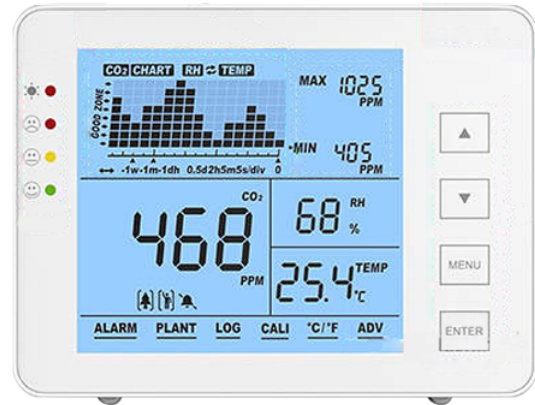 CO2 CHART RH ⇄ TEMP
MAX 1025
PPM
GOOD ZONE
MIN 405
PPM
↔ -1w-1m-1dh 0.5d2h5m5s/div 0
CO2
468
PPM
68 RH
%
25.4 TEMP
°C
ALARM PLANT LOG CALI °C/°F ADV
▲
▼
MENU
ENTER